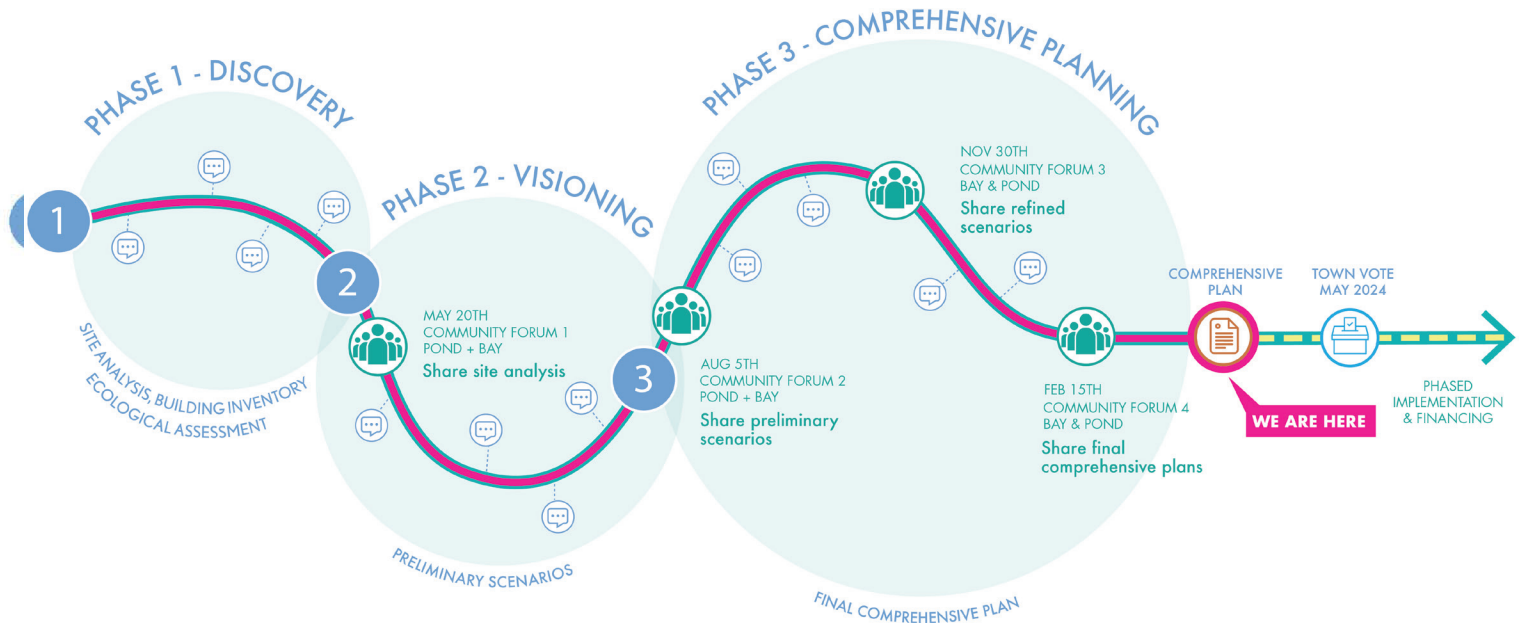 PHASE 1 - DISCOVERY
1
SITE ANALYSIS, BUILDING INVENTORY
ECOLOGICAL ASSESSMENT
PHASE 2 - VISIONING
2
MAY 20TH
COMMUNITY FORUM 1
POND + BAY
Share site analysis
PRELIMINARY SCENARIOS
PHASE 3 - COMPREHENSIVE PLANNING
3
AUG 5TH
COMMUNITY FORUM 2
POND + BAY
Share preliminary
scenarios
NOV 30TH
COMMUNITY FORUM 3
BAY & POND
Share refined
scenarios
FEB 15TH
COMMUNITY FORUM 4
BAY & POND
Share final
comprehensive plans
FINAL COMPREHENSIVE PLAN
COMPREHENSIVE
PLAN
WE ARE HERE
TOWN VOTE
MAY 2024
PHASED
IMPLEMENTATION
& FINANCING